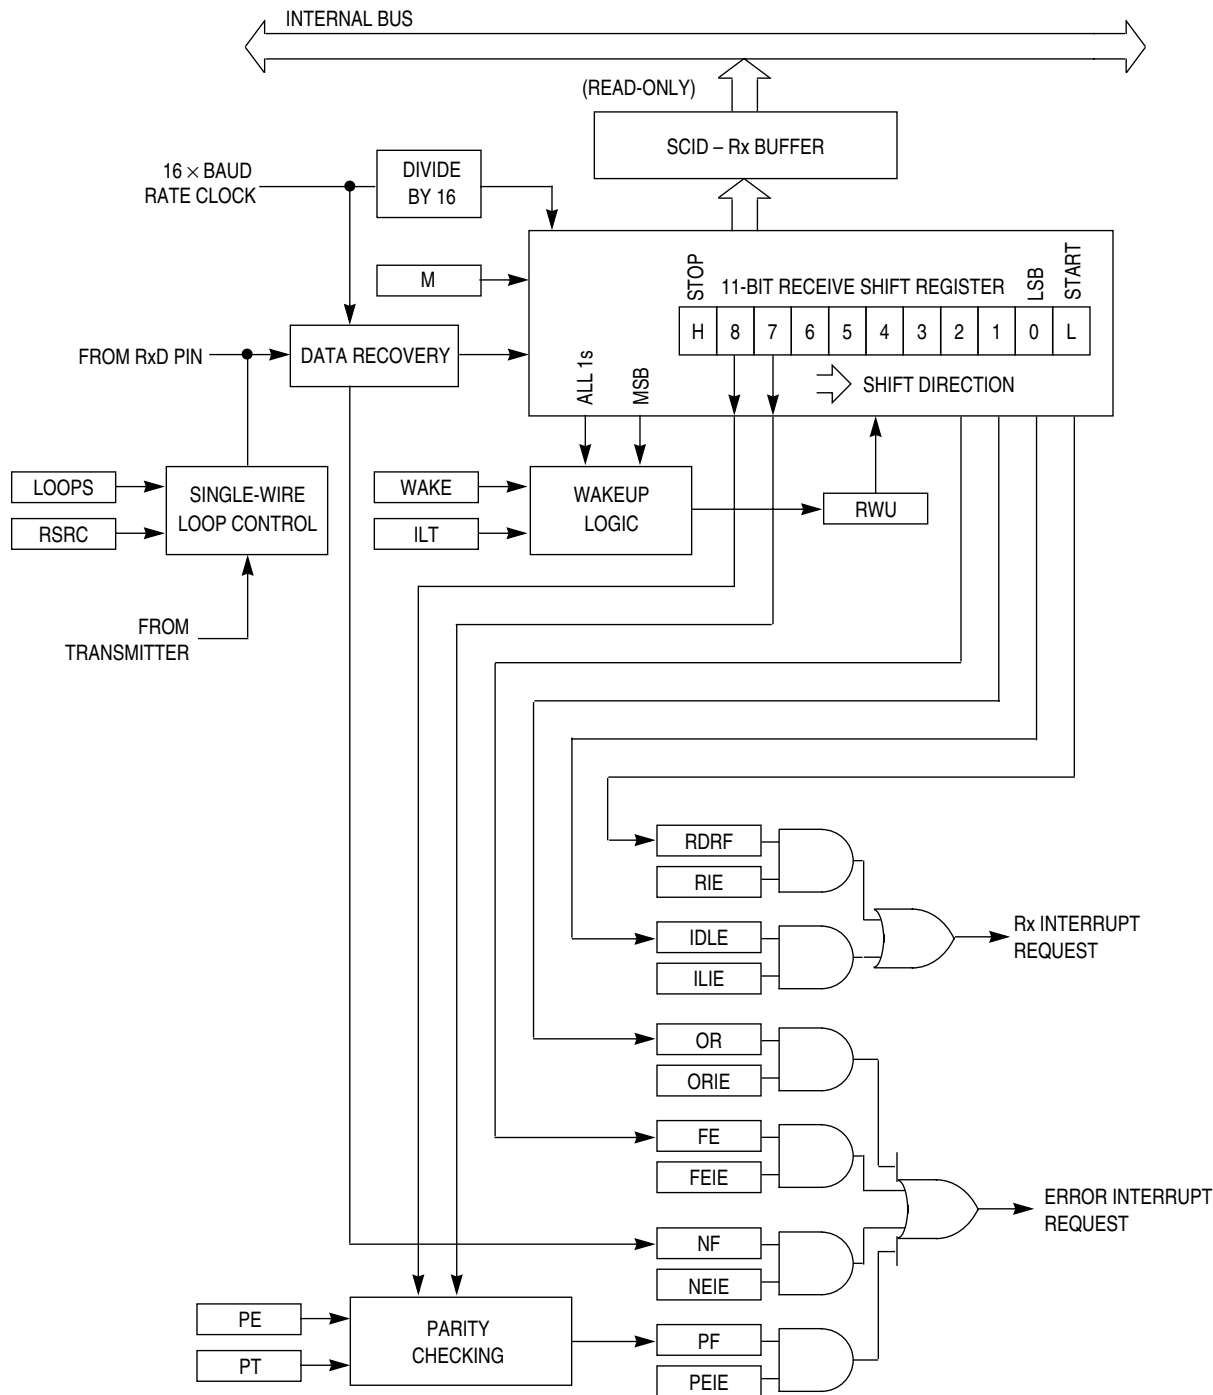 INTERNAL BUS
(READ-ONLY)
SCID – Rx BUFFER
16 × BAUD
RATE CLOCK
DIVIDE
BY 16
M
STOP
11-BIT RECEIVE SHIFT REGISTER
LSB
START
H 8 7 6 5 4 3 2 1 0 L
FROM RxD PIN
DATA RECOVERY
ALL 1s
MSB
SHIFT DIRECTION
LOOPS
RSRC
SINGLE-WIRE
LOOP CONTROL
WAKE
ILT
WAKEUP
LOGIC
RWU
FROM
TRANSMITTER
RDRF
RIE
IDLE
ILIE
Rx INTERRUPT
REQUEST
OR
ORIE
FE
FEIE
ERROR INTERRUPT
REQUEST
NF
NEIE
PE
PT
PARITY
CHECKING
PF
PEIE